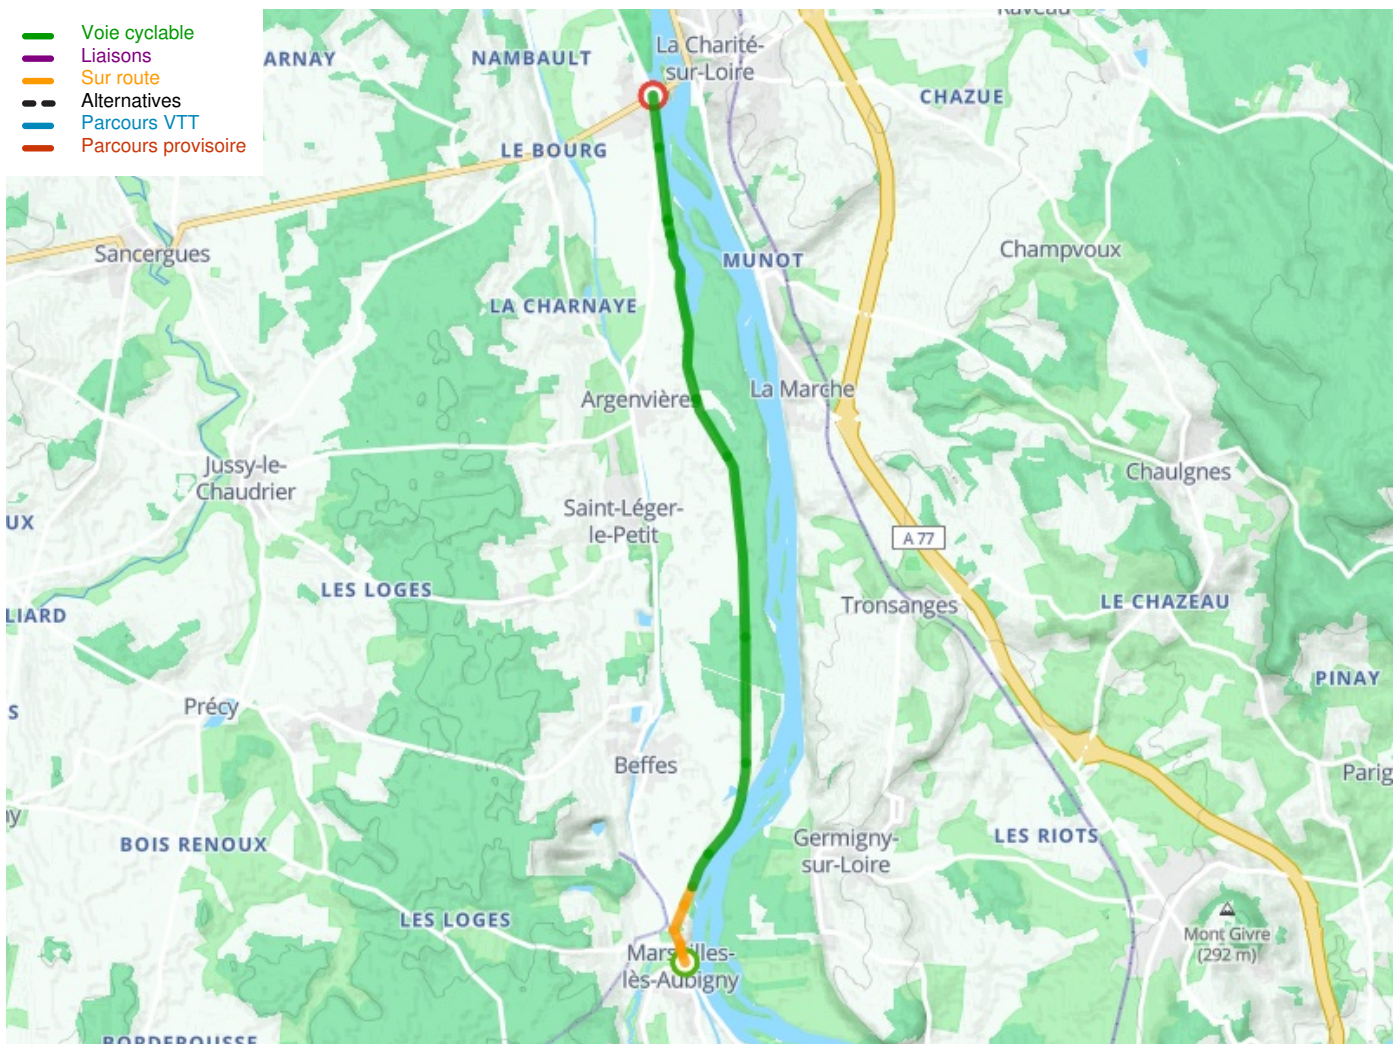 Voie cyclable
Liaisons
Sur route
Alternatives
Parcours VTT
Parcours provisoire
Raveau
ARNAY
NAMBAULT
La Charité-
sur-Loire
CHAZUE
LE BOURG
Sancergues
MUNOT
Champvoux
LA CHARNAYE
Argenvières
La Marche
Jussy-le-
Chaudrier
Chaulgnes
Saint-Léger-
le-Petit
UX
A 77
LES LOGES
Tronsanges
LE CHAZEAU
LIARD
PINAY
Précy
S
Beffes
Parig
ny
BOIS RENOUX
Germigny-
sur-Loire
LES RIOTS
LES LOGES
Mont Givre
(292 m)
Marseilles-
lès-Aubigny
BORDEROUSSE